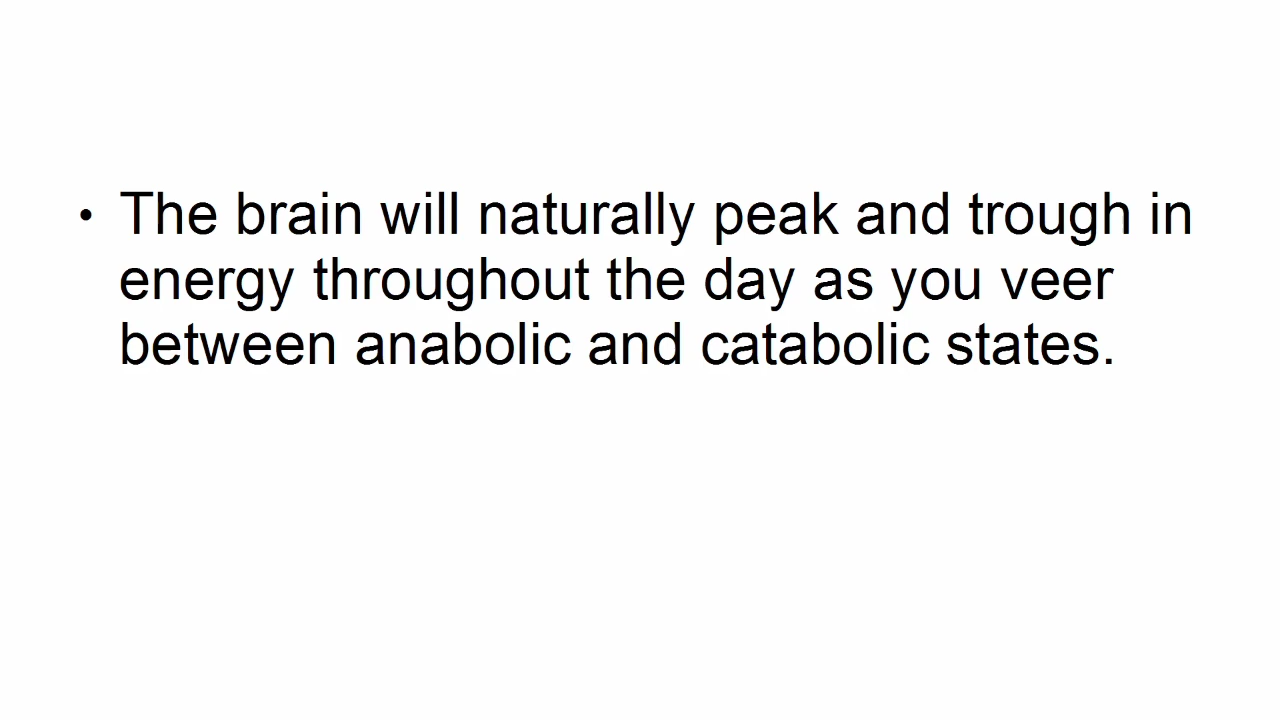 • The brain will naturally peak and trough in
energy throughout the day as you veer
between anabolic and catabolic states.